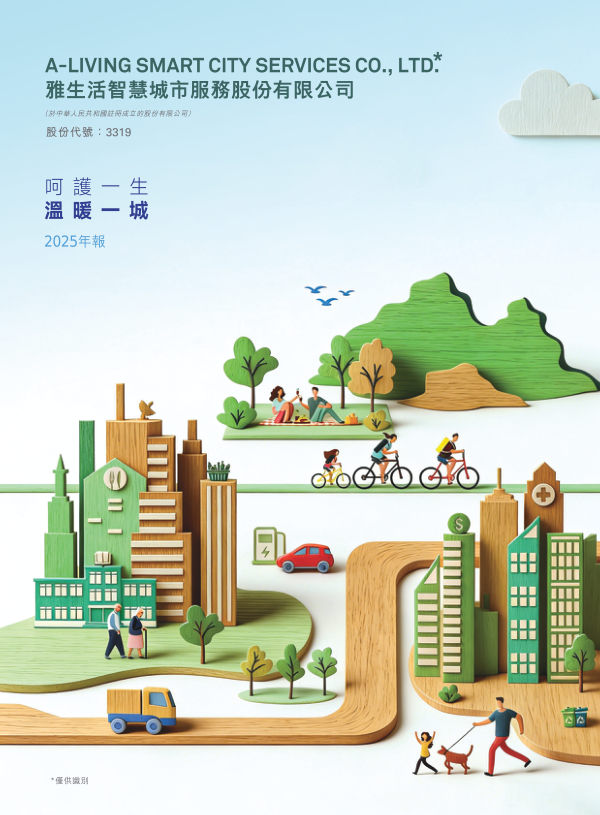 A-LIVING SMART CITY SERVICES CO., LTD.*
雅生活智慧城市服務股份有限公司
（於中華人民共和國註冊成立的股份有限公司）
股份代號：3319
呵護一生
溫暖一城
2025年報
$
*僅供識別